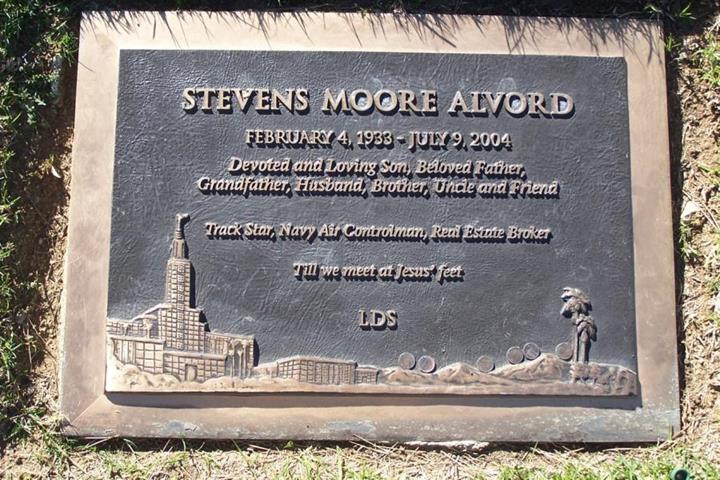 STEVENS MOORE ALVORD
FEBRUARY 4, 1933 - JULY 9, 2004
Devoted and Loving Son, Beloved Father,
Grandfather, Husband, Brother, Uncle and Friend
Track Star, Navy Air Controlman, Real Estate Broker
Till we meet at Jesus' feet
LDS